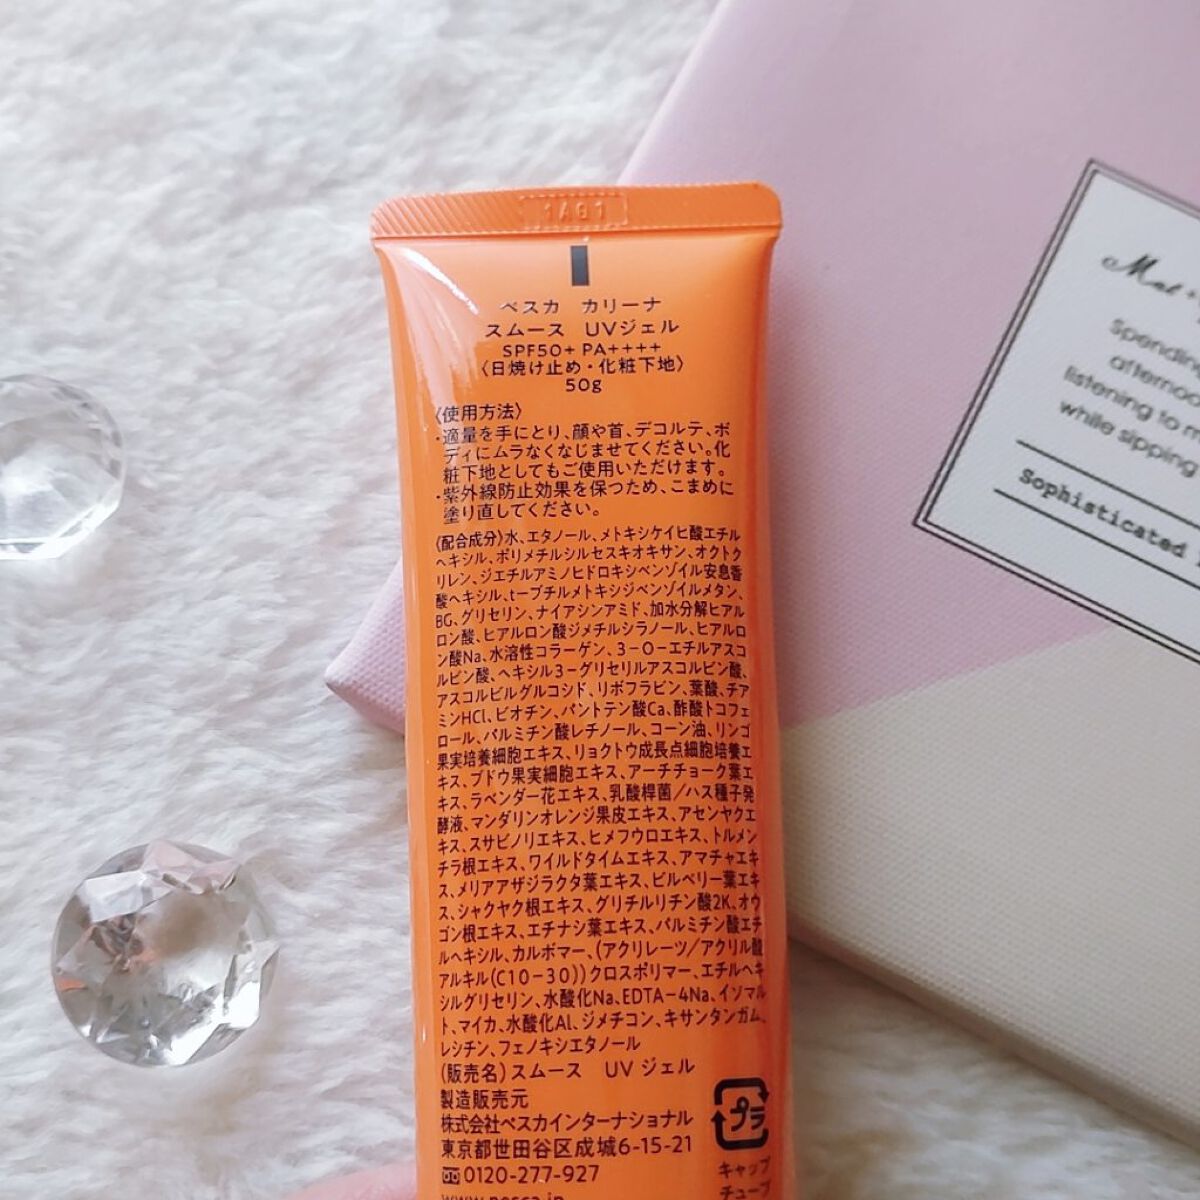 1AG1
ペスカ カリーナ
スムース UVジェル
SPF50+ PA++++
〈日焼け止め・化粧下地〉
50g
〈使用方法〉
・適量を手にとり、顔や首、デコルテ、ボ
ディにムラなくなじませてください。化
粧下地としてもご使用いただけます。
・紫外線防止効果を保つため、こまめに
塗り直してください。
〈配合成分〉水、エタノール、メトキシケイヒ酸エチル
ヘキシル、ポリメチルシルセスキオキサン、オクトク
リレン、ジエチルアミノヒドロキシベンゾイル安息香
酸ヘキシル、t-ブチルメトキシジベンゾイルメタン、
BG、グリセリン、ナイアシンアミド、加水分解ヒアル
ロン酸、ヒアルロン酸ジメチルシラノール、ヒアルロ
ン酸Na、水溶性コラーゲン、3-O-エチルアスコ
ルビン酸、ヘキシル3-グリセリルアスコルビン酸、
アスコルビルグルコシド、リボフラビン、葉酸、チア
ミンHCl、ビオチン、パントテン酸Ca、酢酸トコフェ
ロール、パルミチン酸レチノール、コーン油、リンゴ
果実培養細胞エキス、リョクトウ成長点細胞培養エ
キス、ブドウ果実細胞エキス、アーチチョーク葉エ
キス、ラベンダー花エキス、乳酸桿菌/ハス種子発
酵液、マンダリンオレンジ果皮エキス、アセンヤクエ
キス、スサビノリエキス、ヒメフウロエキス、トルメン
チラ根エキス、ワイルドタイムエキス、アマチャエキ
ス、メリアアザジラクタ葉エキス、ビルベリー葉エキ
ス、シャクヤク根エキス、グリチルリチン酸2K、オウ
ゴン根エキス、エチナシ葉エキス、パルミチン酸エチ
ルヘキシル、カルボマー、(アクリレーツ/アクリル酸
アルキル(C10-30))クロスポリマー、エチルヘキ
シルグリセリン、水酸化Na、EDTA-4Na、イソマル
ト、マイカ、水酸化Al、ジメチコン、キサンタンガム、
レシチン、フェノキシエタノール
(販売名)スムース UV ジェル
製造販売元
株式会社ペスカインターナショナル
東京都世田谷区成城6-15-21
0120-277-927
www.pesca.jp
プラ
キャップ
チューブ
Spending
listening to
while sipping
Sophisticated